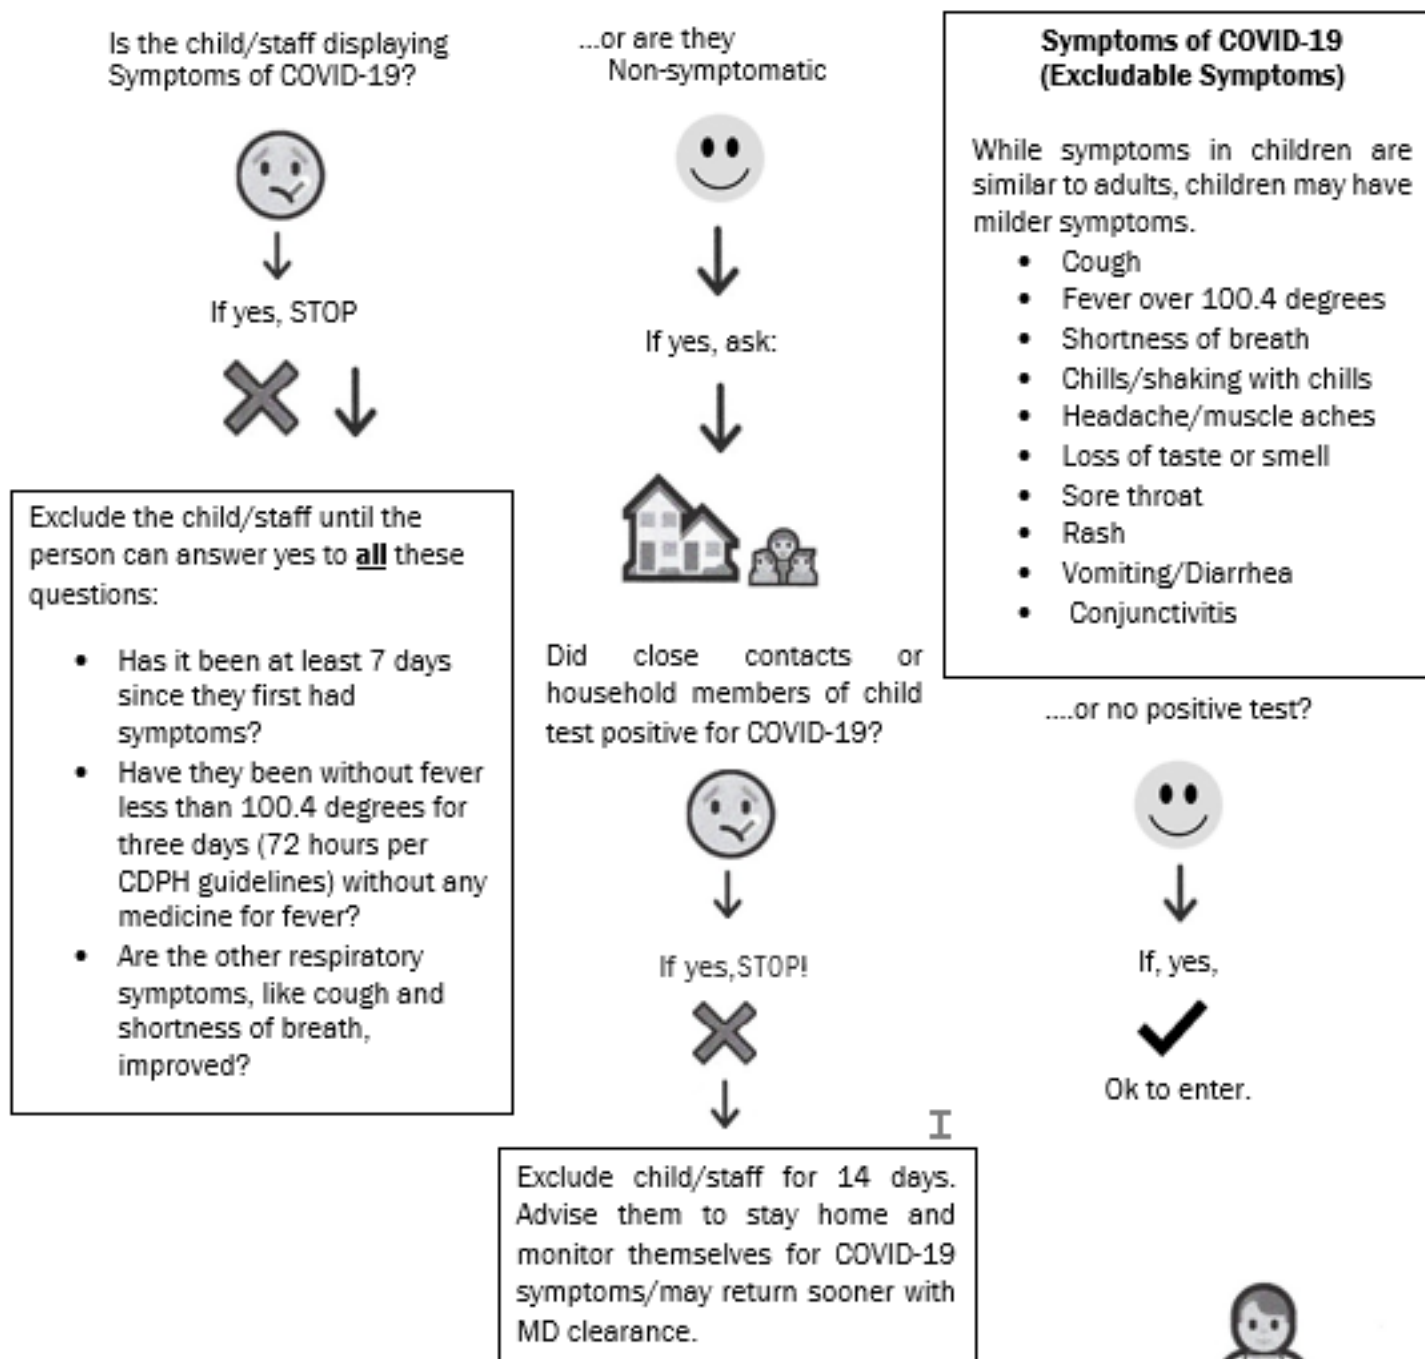 Is the child/staff displaying
Symptoms of COVID-19?
If yes, STOP
Exclude the child/staff until the
person can answer yes to all these
questions:
• Has it been at least 7 days
since they first had
symptoms?
• Have they been without fever
less than 100.4 degrees for
three days (72 hours per
CDPH guidelines) without any
medicine for fever?
• Are the other respiratory
symptoms, like cough and
shortness of breath,
improved?
...or are they
Non-symptomatic
If yes, ask:
Did close contacts or
household members of child
test positive for COVID-19?
If yes,STOP!
Exclude child/staff for 14 days.
Advise them to stay home and
monitor themselves for COVID-19
symptoms/may return sooner with
MD clearance.
Symptoms of COVID-19
(Excludable Symptoms)
While symptoms in children are
similar to adults, children may have
milder symptoms.
• Cough
• Fever over 100.4 degrees
• Shortness of breath
• Chills/shaking with chills
• Headache/muscle aches
• Loss of taste or smell
• Sore throat
• Rash
• Vomiting/Diarrhea
• Conjunctivitis
....or no positive test?
If, yes,
Ok to enter.